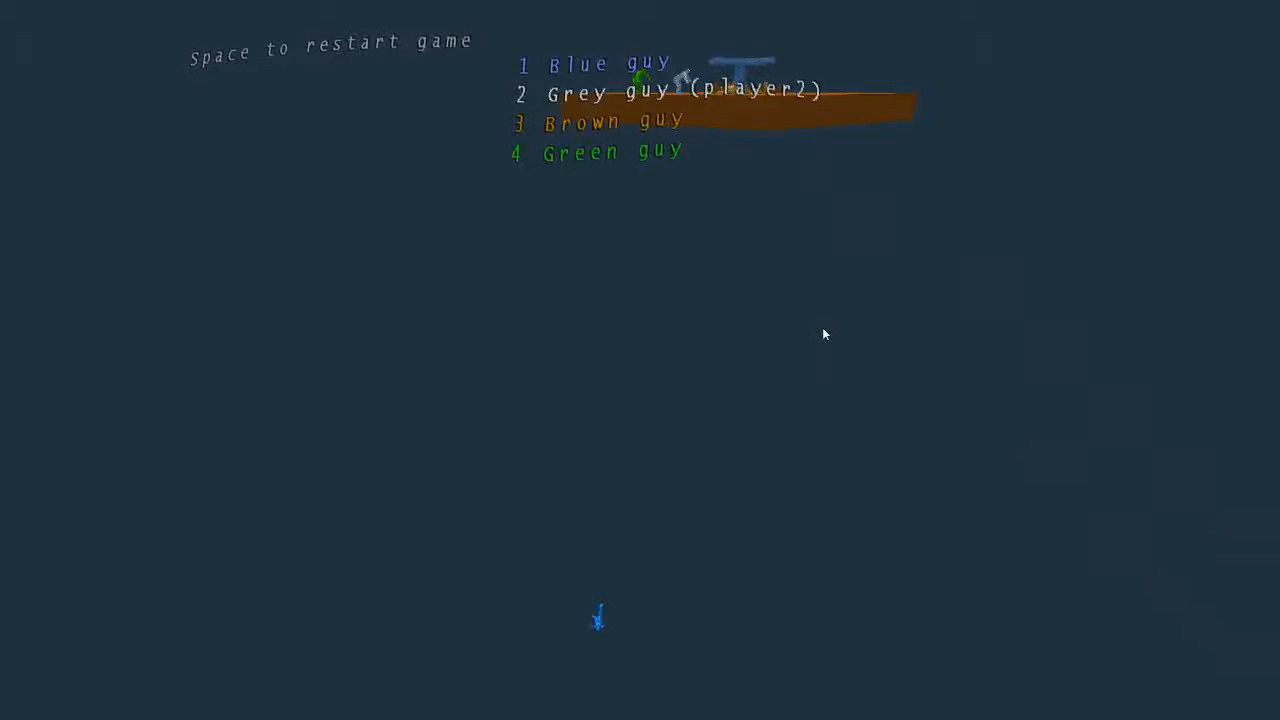 Space to restart game
1 Blue guy
2 Grey guy (player2)
3 Brown guy
4 Green guy